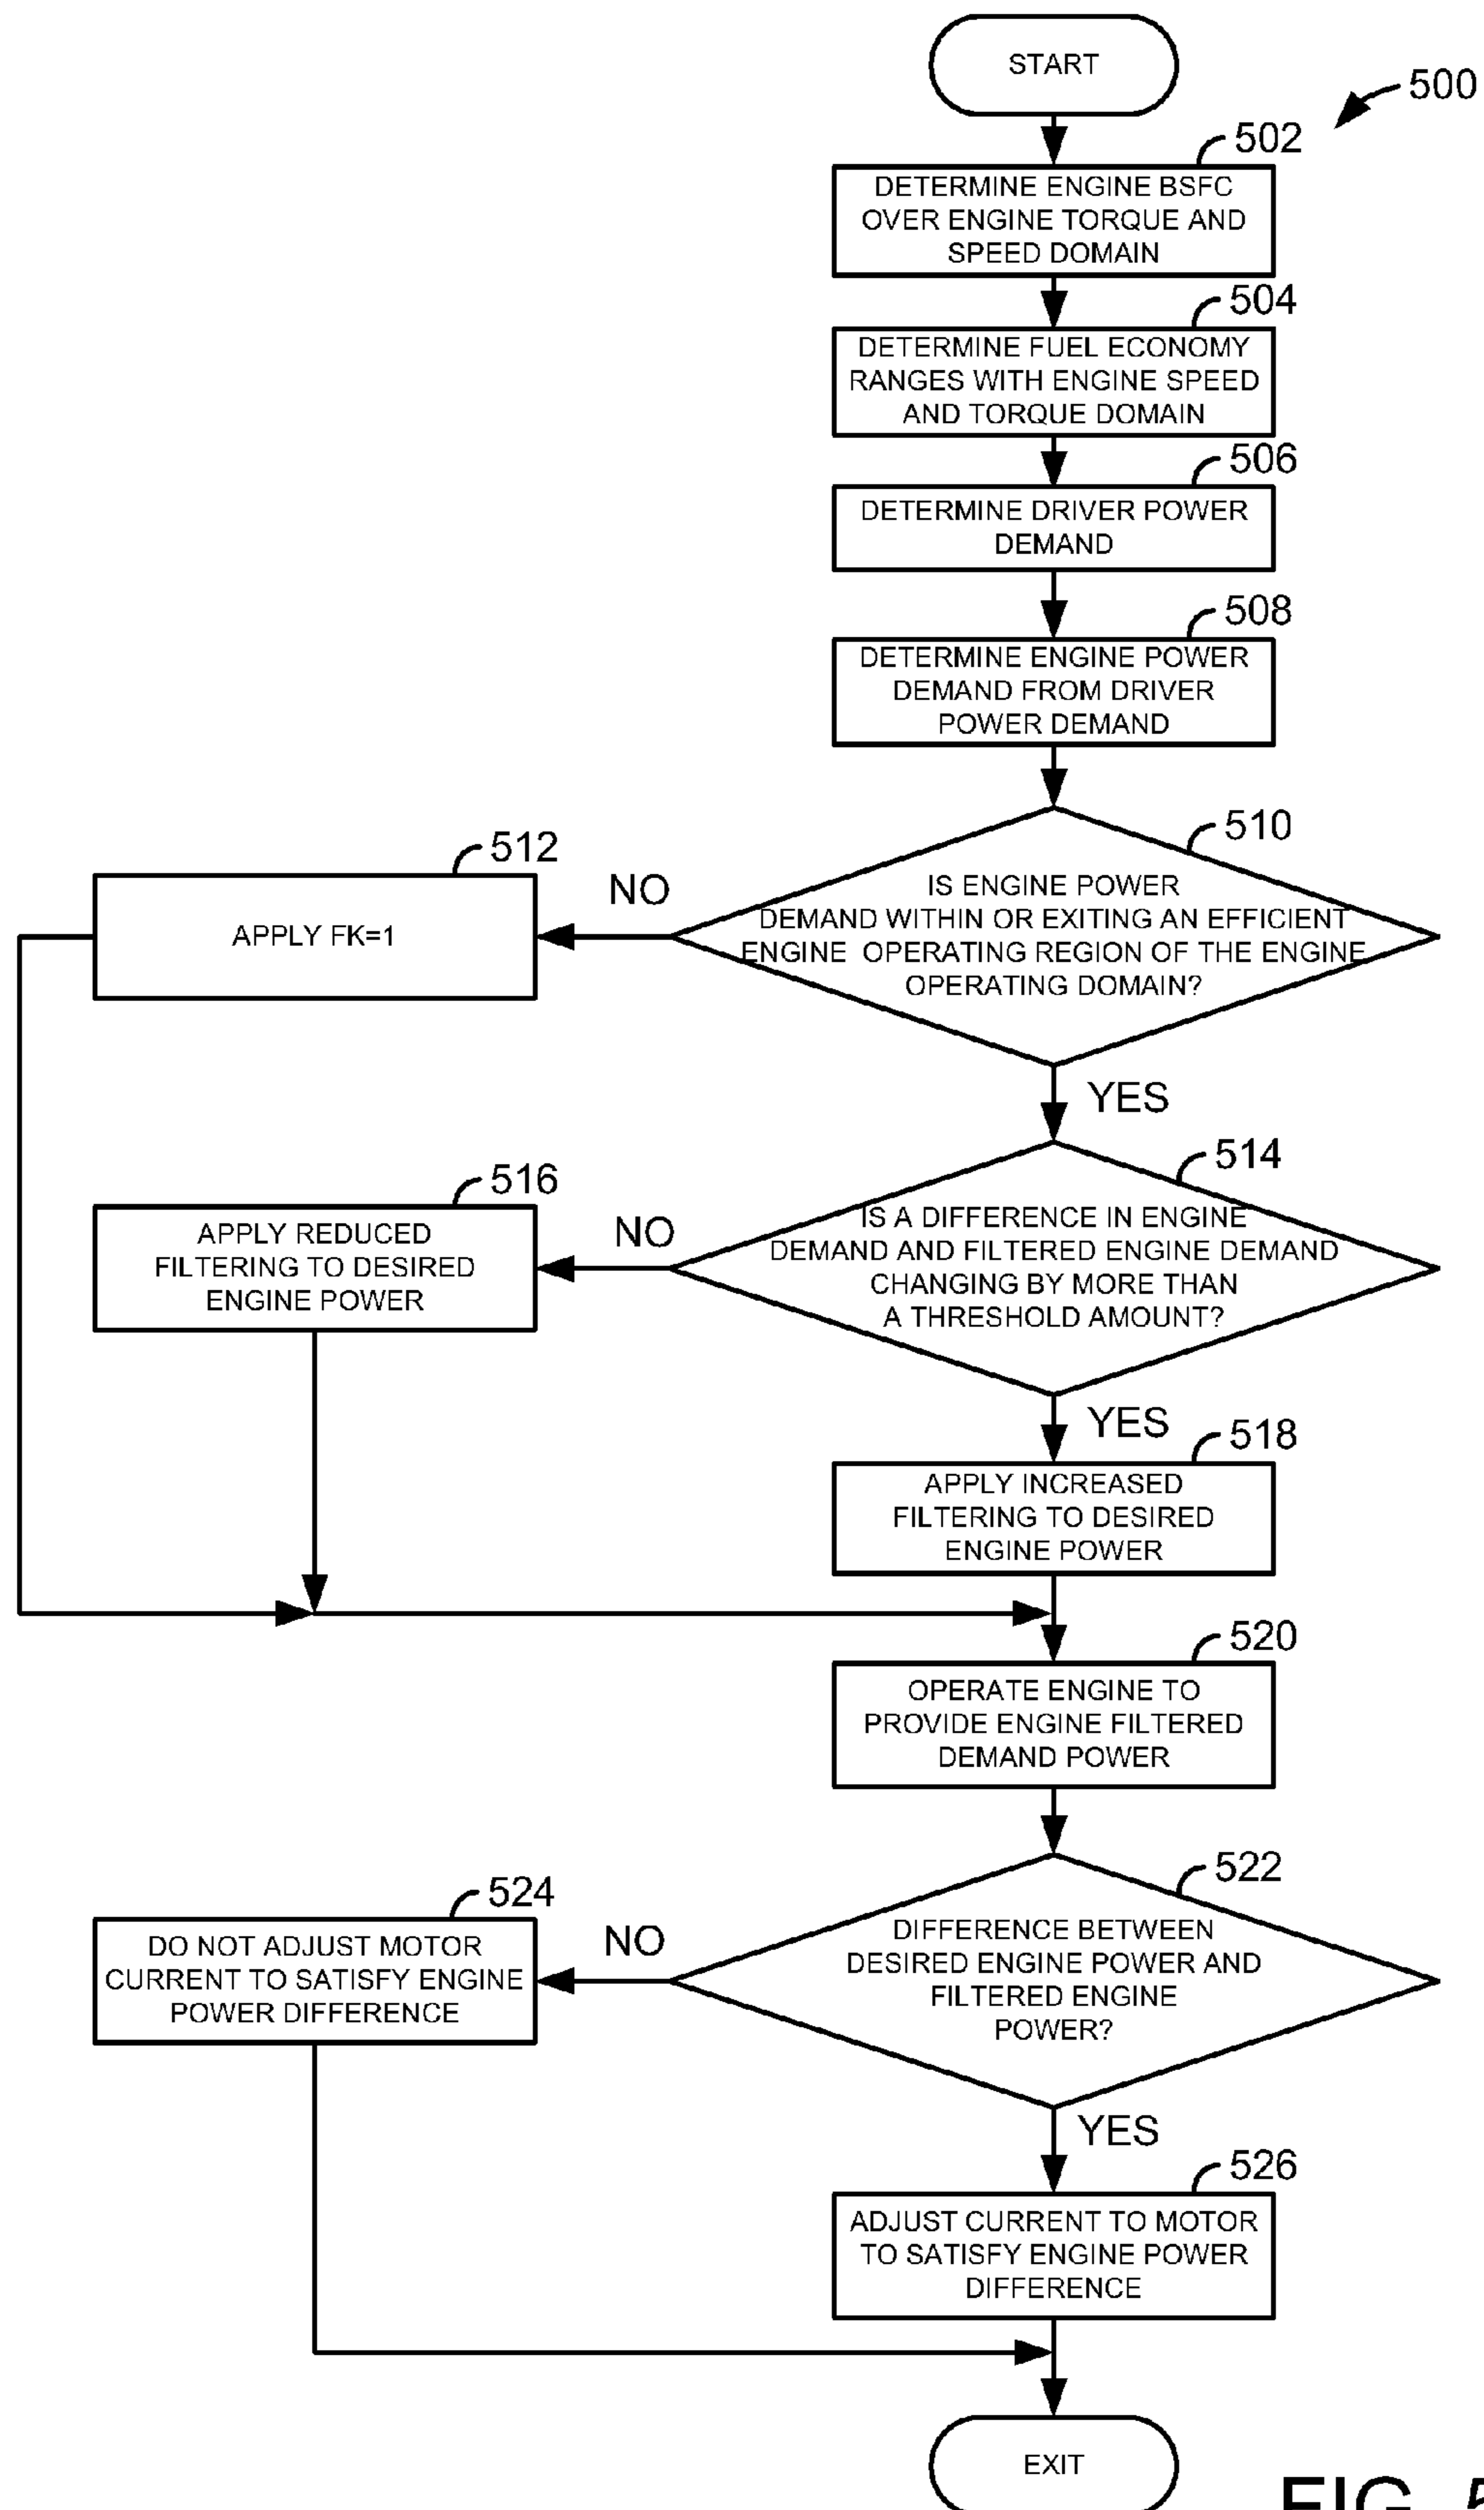 START
500
502
DETERMINE ENGINE BSFC
OVER ENGINE TORQUE AND
SPEED DOMAIN
504
DETERMINE FUEL ECONOMY
RANGES WITH ENGINE SPEED
AND TORQUE DOMAIN
506
DETERMINE DRIVER POWER
DEMAND
508
DETERMINE ENGINE POWER
DEMAND FROM DRIVER
POWER DEMAND
510
IS ENGINE POWER
DEMAND WITHIN OR EXITING AN EFFICIENT
ENGINE OPERATING REGION OF THE ENGINE
OPERATING DOMAIN?
NO
512
APPLY FK=1
YES
514
IS A DIFFERENCE IN ENGINE
DEMAND AND FILTERED ENGINE DEMAND
CHANGING BY MORE THAN
A THRESHOLD AMOUNT?
NO
516
APPLY REDUCED
FILTERING TO DESIRED
ENGINE POWER
YES
518
APPLY INCREASED
FILTERING TO DESIRED
ENGINE POWER
520
OPERATE ENGINE TO
PROVIDE ENGINE FILTERED
DEMAND POWER
522
DIFFERENCE BETWEEN
DESIRED ENGINE POWER AND
FILTERED ENGINE
POWER?
NO
524
DO NOT ADJUST MOTOR
CURRENT TO SATISFY ENGINE
POWER DIFFERENCE
YES
526
ADJUST CURRENT TO MOTOR
TO SATISFY ENGINE POWER
DIFFERENCE
EXIT
FIG. 5